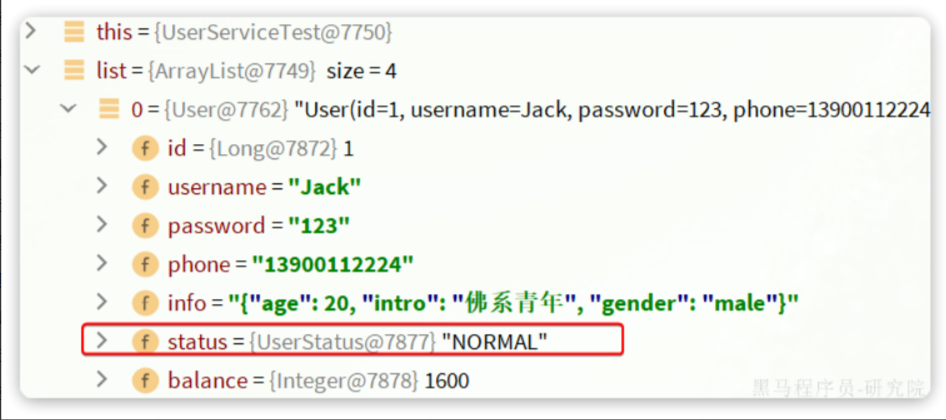 this = {UserServiceTest@7750}
list = {ArrayList@7749} size = 4
0 = {User@7762} "User(id=1, username=Jack, password=123, phone=13900112224
f id = {Long@7872} 1
f username = "Jack"
f password = "123"
f phone = "13900112224"
f info = "{"age": 20, "intro": "佛系青年", "gender": "male"}"
f status = {UserStatus@7877} "NORMAL"
f balance = {Integer@7878} 1600
黑马程序员-研究院